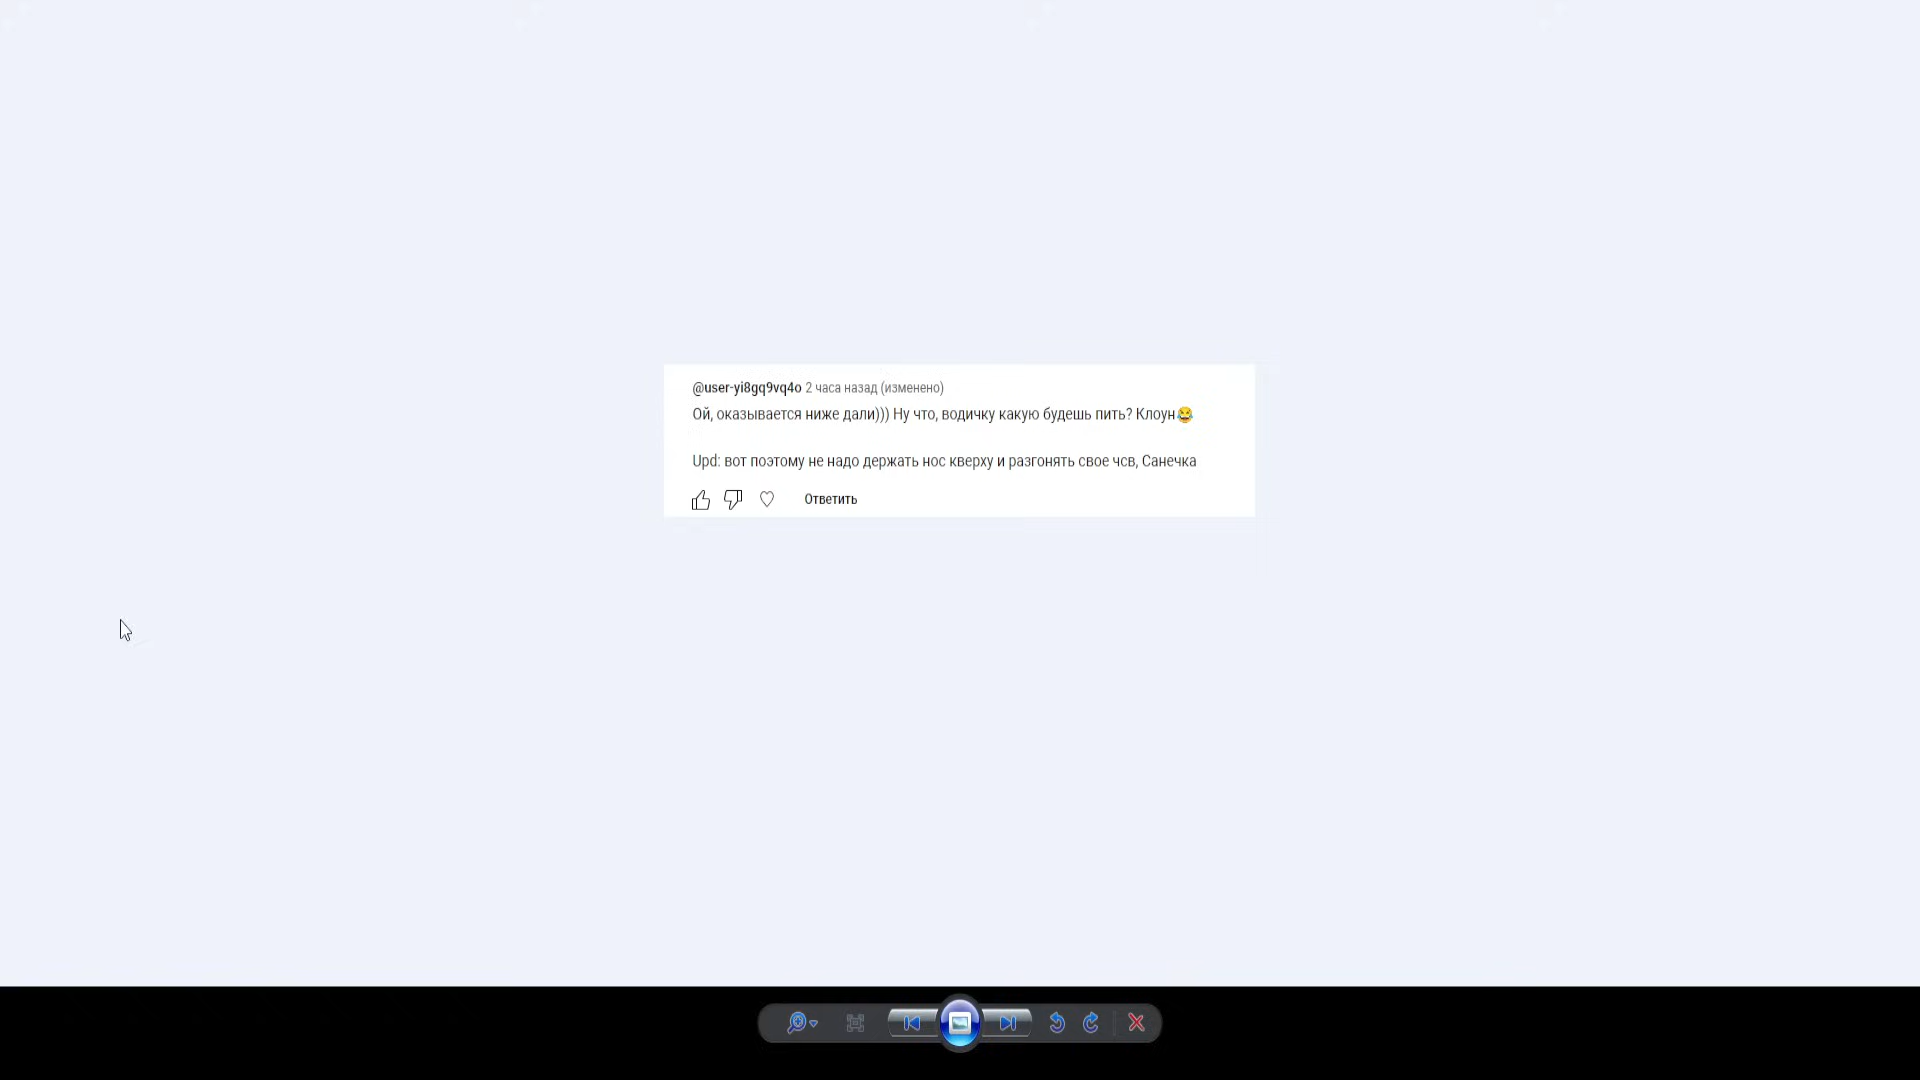 @user-yi8gq9vq4o 2 часа назад (изменено)
Ой, оказывается ниже дали))) Ну что, водичку какую будешь пить? Клоун😂
Upd: вот поэтому не надо держать нос кверху и разгонять свое чсв, Санечка
Ответить